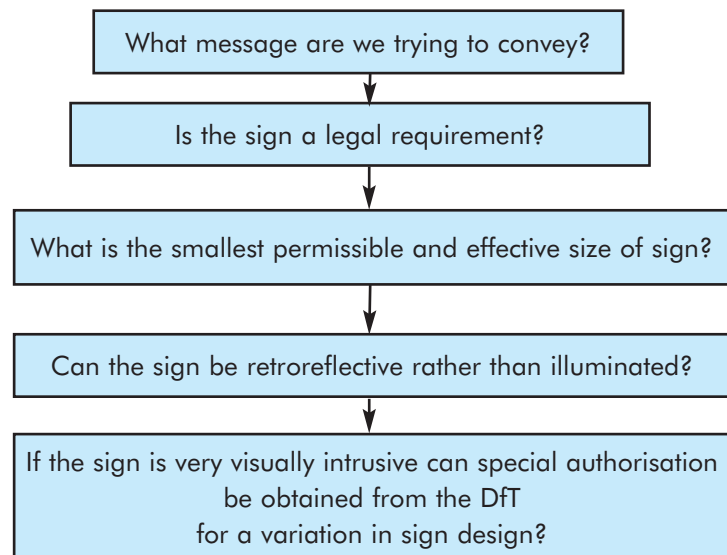 What message are we trying to convey?
Is the sign a legal requirement?
What is the smallest permissible and effective size of sign?
Can the sign be retroreflective rather than illuminated?
If the sign is very visually intrusive can special authorisation
be obtained from the DfT
for a variation in sign design?